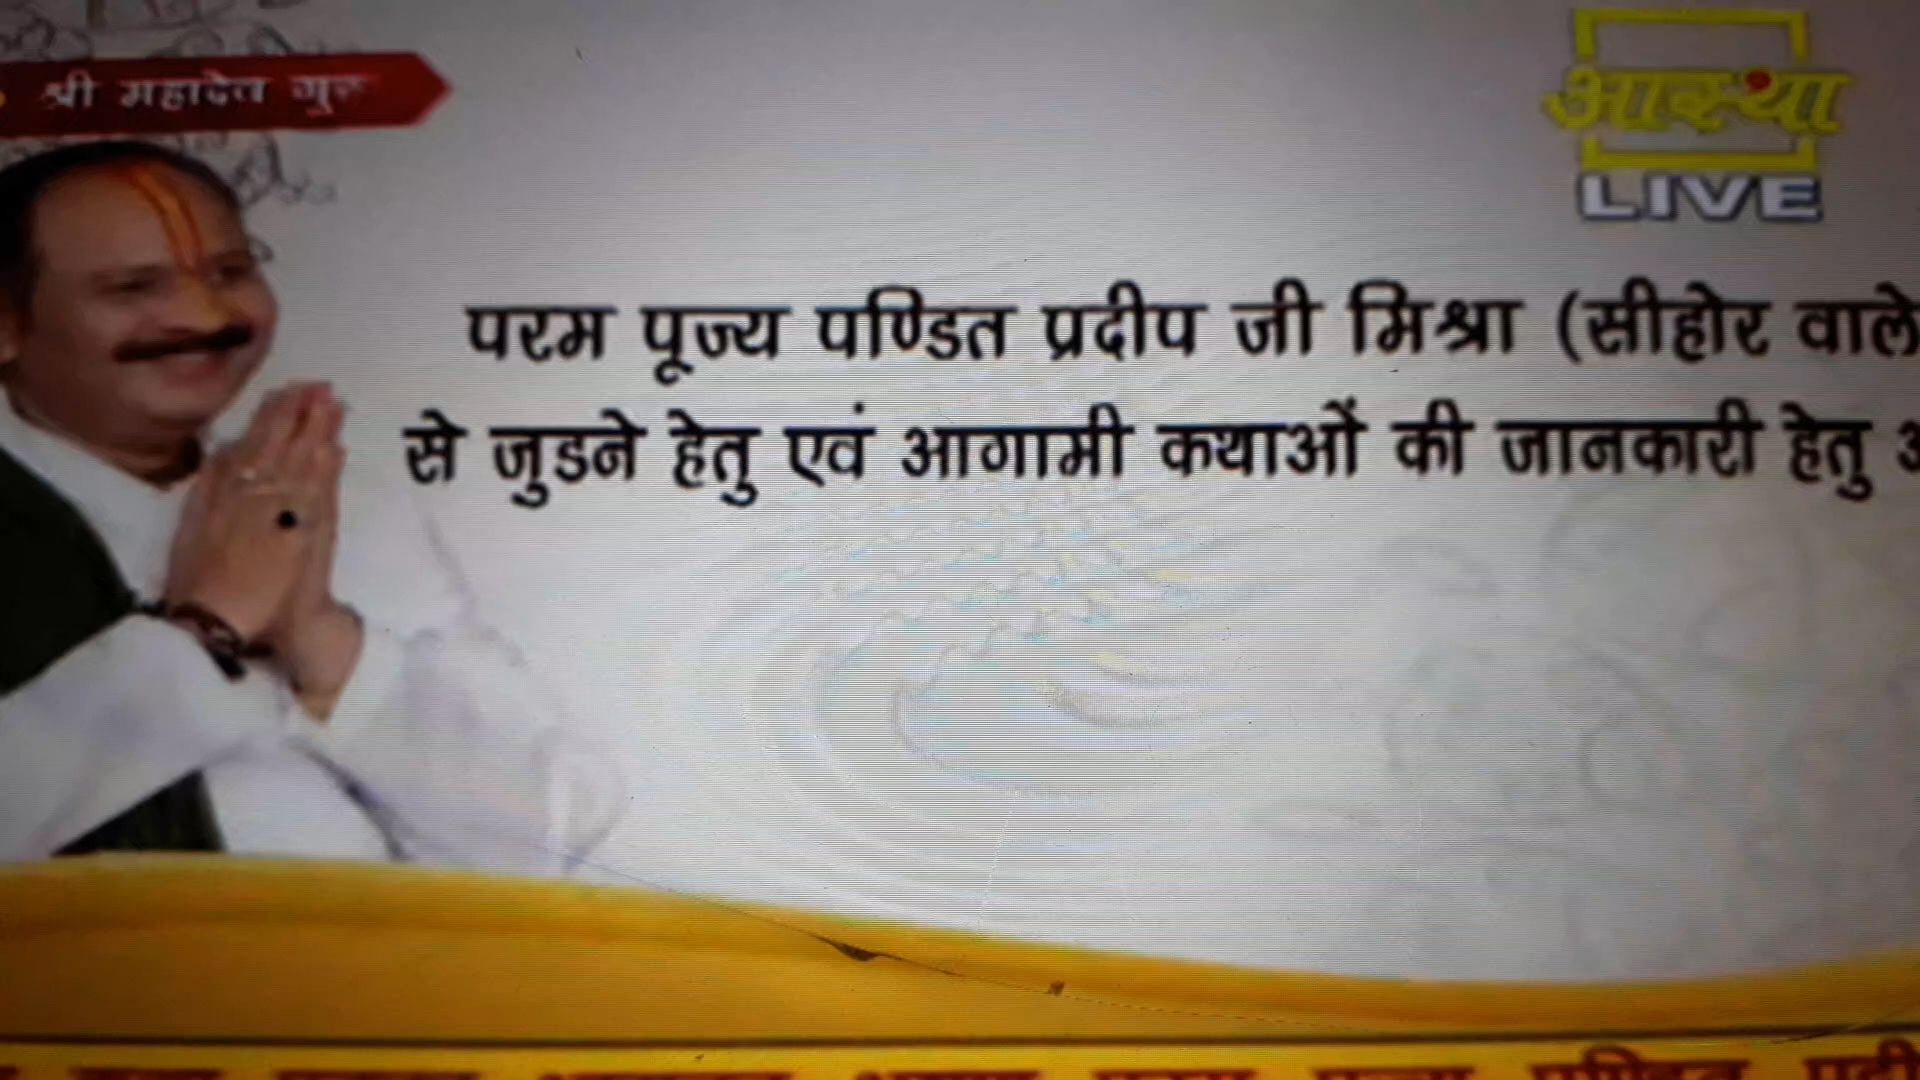 श्री महादेव गुरु
आस्था
LIVE
परम पूज्य पण्डित प्रदीप जी मिश्रा (सीहोर वाले
से जुडने हेतु एवं आगामी कथाओं की जानकारी हेतु